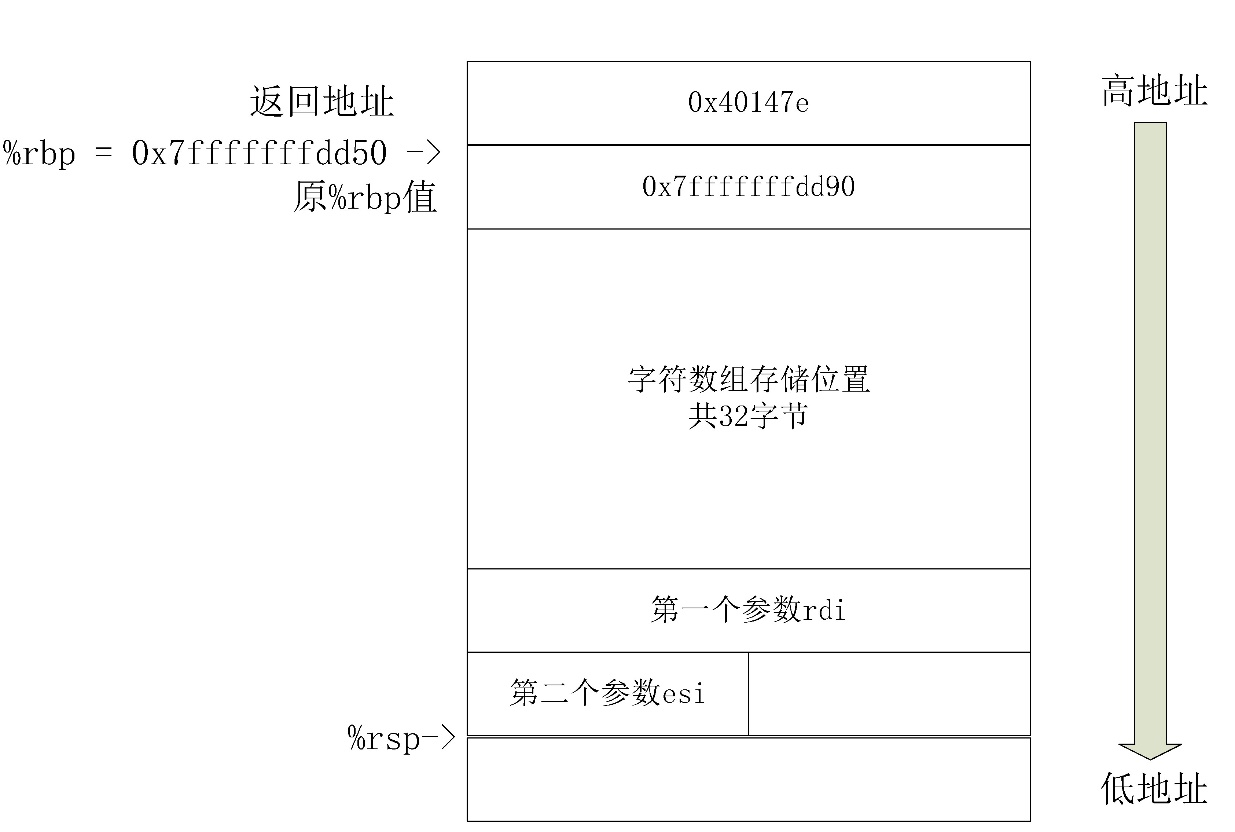 返回地址
0x40147e
高地址
%rbp = 0x7fffffffdd50 ->
原%rbp值
0x7fffffffdd90
字符数组存储位置
共32字节
第一个参数rdi
第二个参数esi
%rsp->
低地址